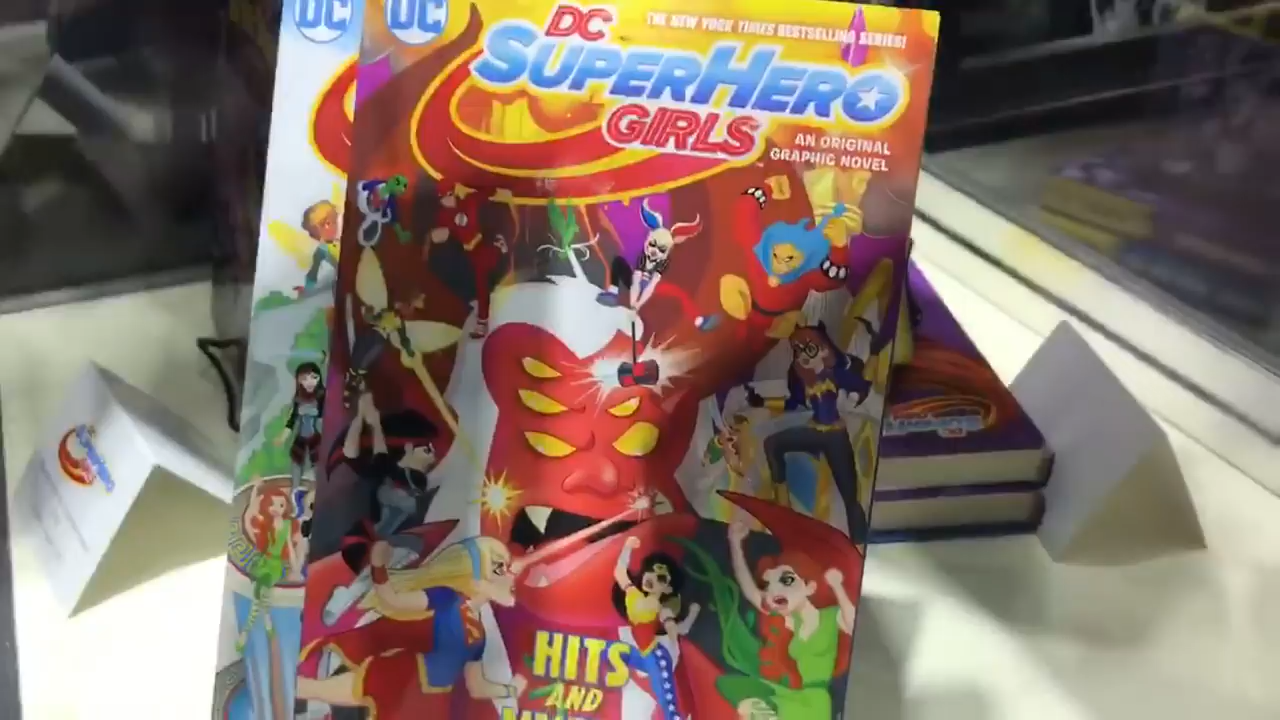 DC
DC
DC
THE NEW YORK TIMES BESTSELLING SERIES!
SUPERHERO
GIRLS
AN ORIGINAL
GRAPHIC NOVEL
HITS
AND